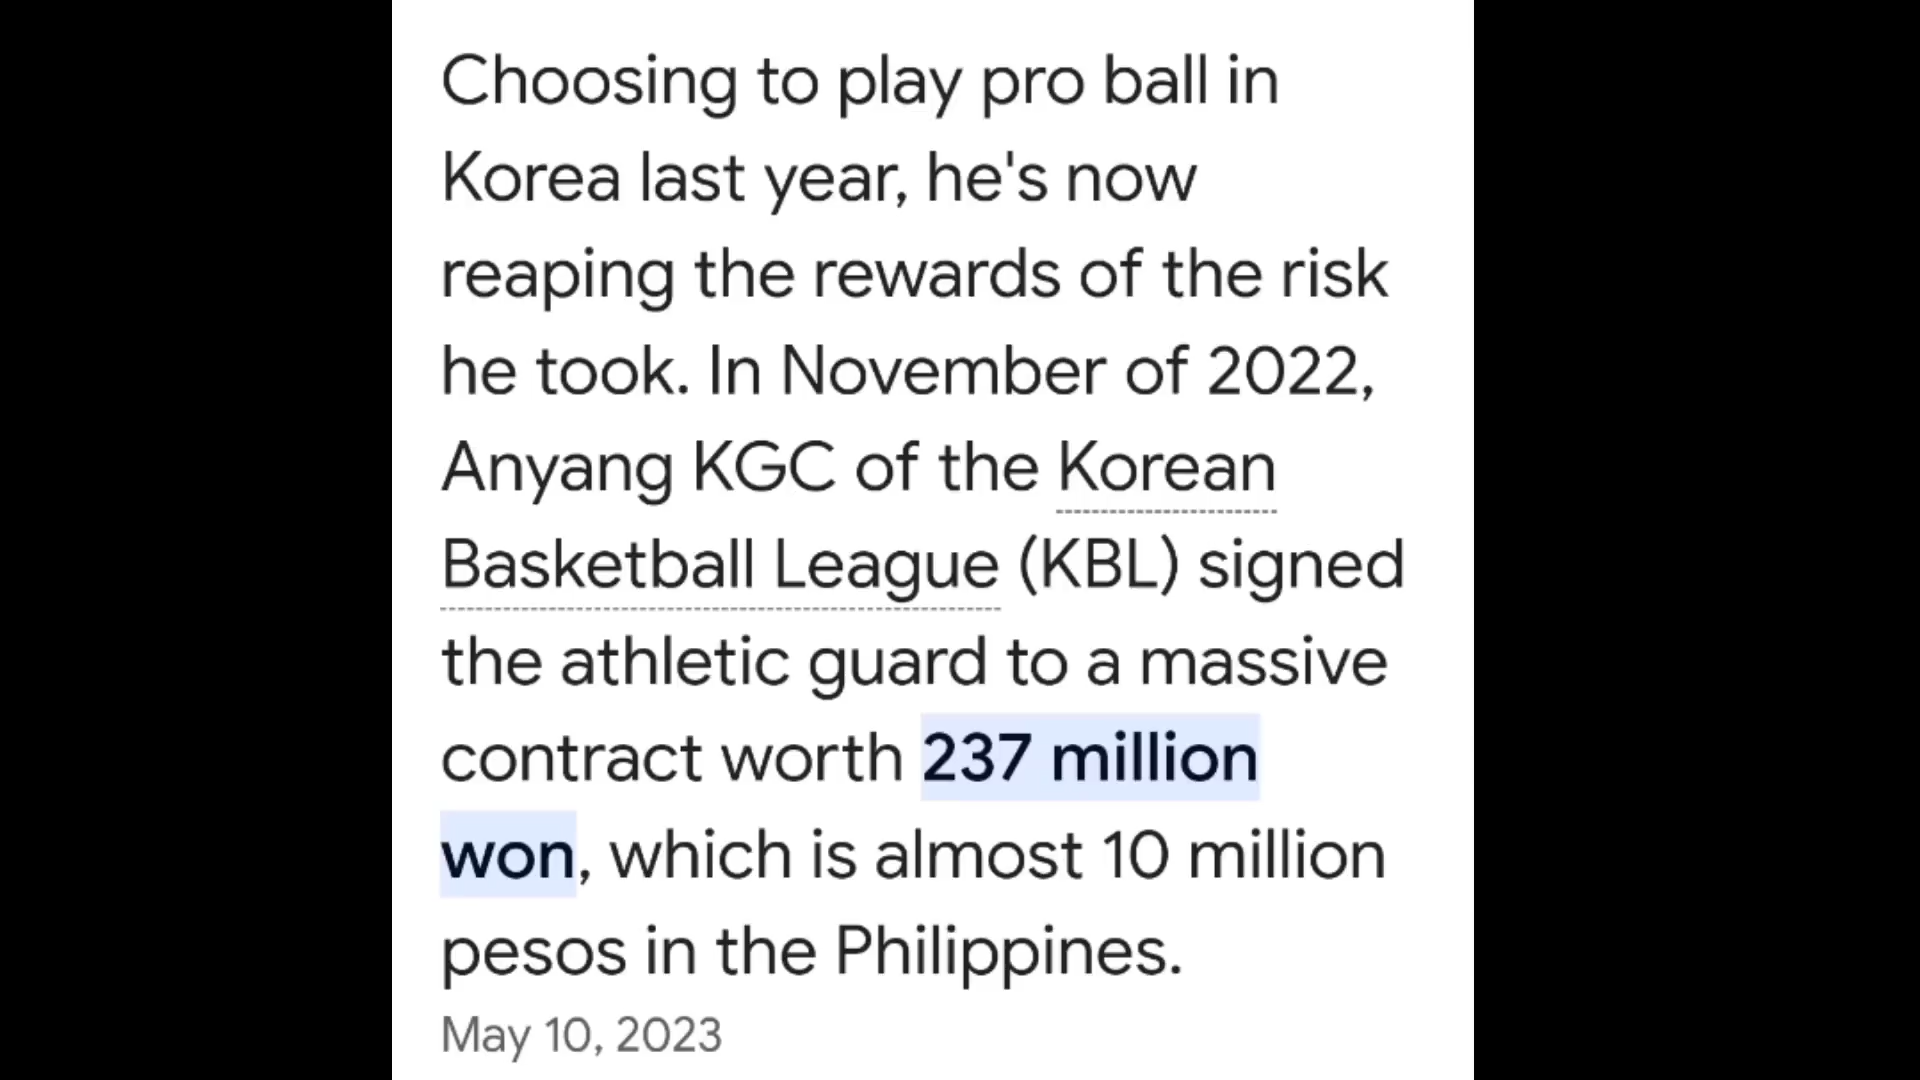 Choosing to play pro ball in
Korea last year, he's now
reaping the rewards of the risk
he took. In November of 2022,
Anyang KGC of the Korean
Basketball League (KBL) signed
the athletic guard to a massive
contract worth 237 million
won, which is almost 10 million
pesos in the Philippines.
May 10, 2023